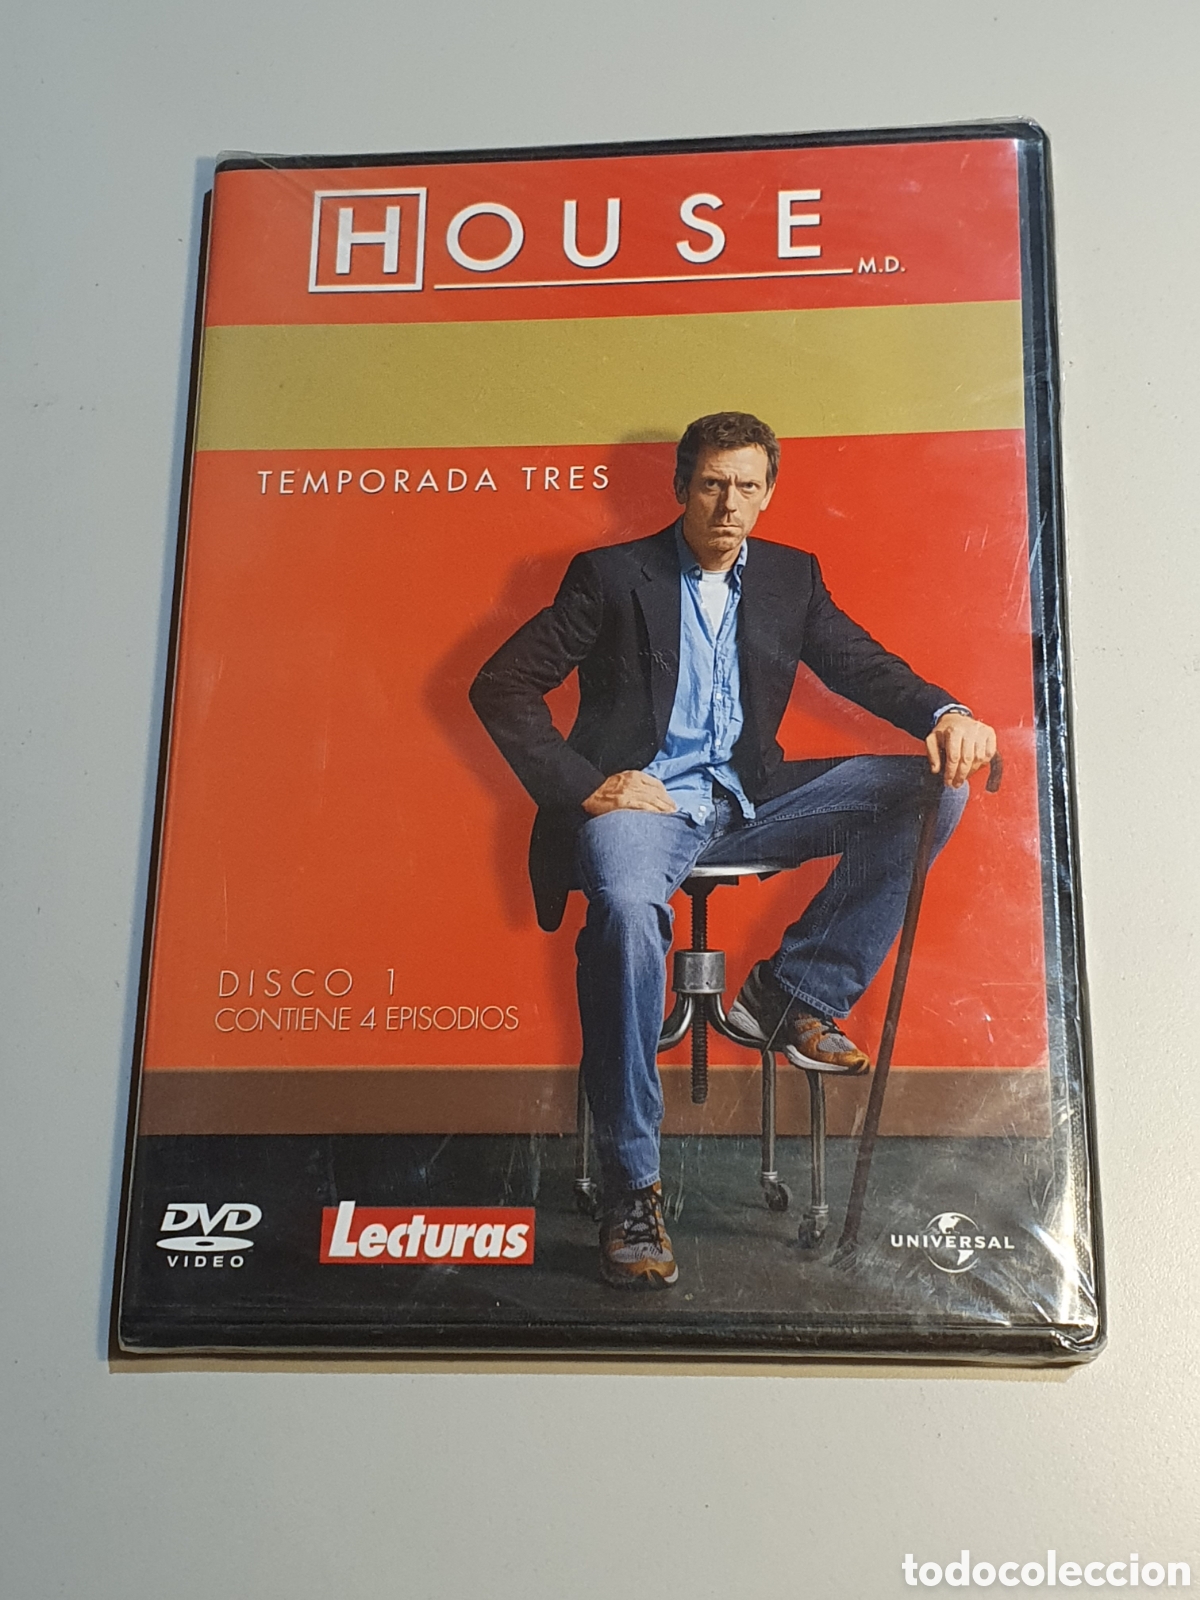 HOUSE
M.D.
TEMPORADA TRES
DISCO 1
CONTIENE 4 EPISODIOS
DVD
VIDEO
Lecturas
UNIVERSAL
todocoleccion